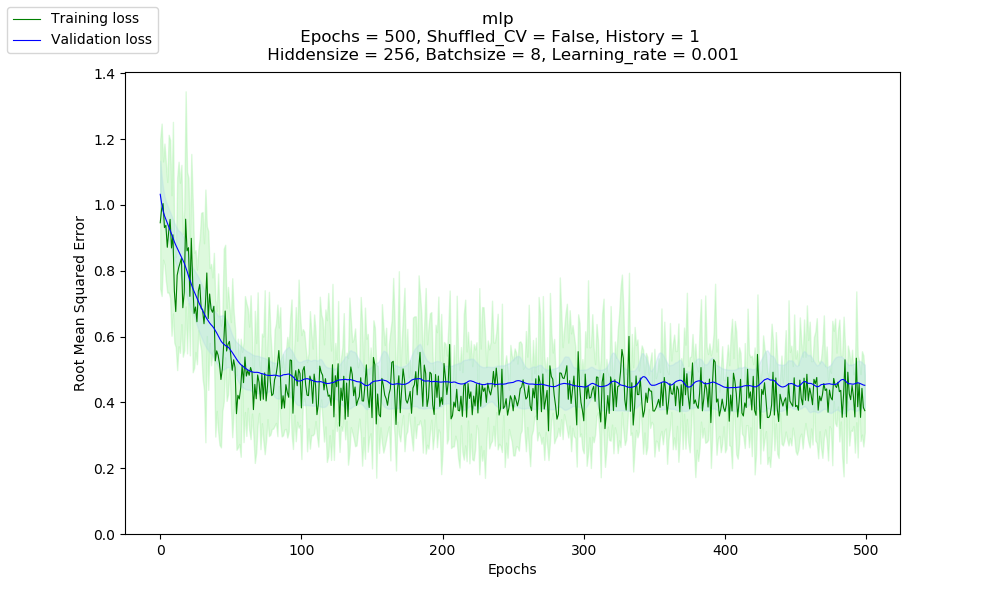 Training loss
Validation loss
mlp
Epochs = 500, Shuffled_CV = False, History = 1
Hiddensize = 256, Batchsize = 8, Learning_rate = 0.001
Root Mean Squared Error
1.4
1.2
1.0
0.8
0.6
0.4
0.2
0.0
0
100
200
300
400
500
Epochs